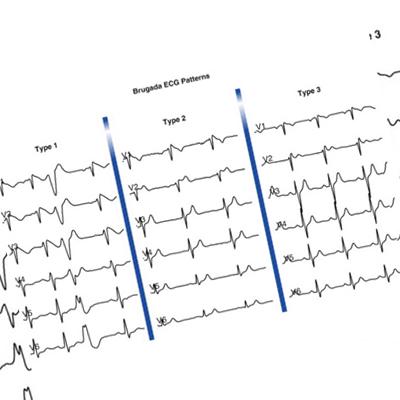 ı 3
Brugada ECG Patterns
Type 1
Type 2
Type 3
V1
V2
V3
V4
V5
V6
V1
V2
V3
V4
V5
V6
V2
V3
V4
V5
V6